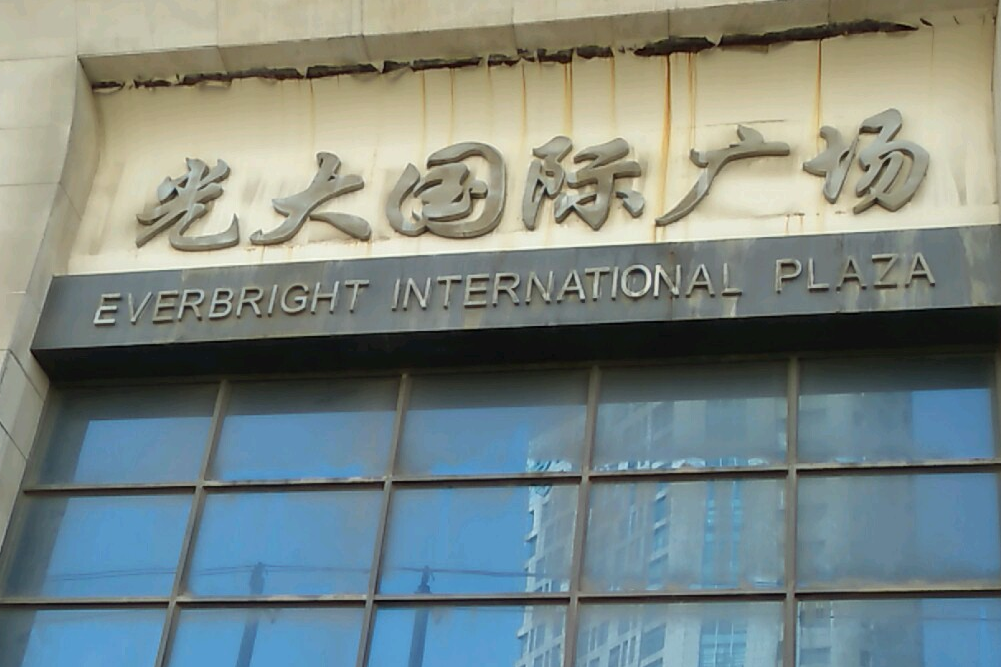 光大国际广场
EVERBRIGHT INTERNATIONAL PLAZA